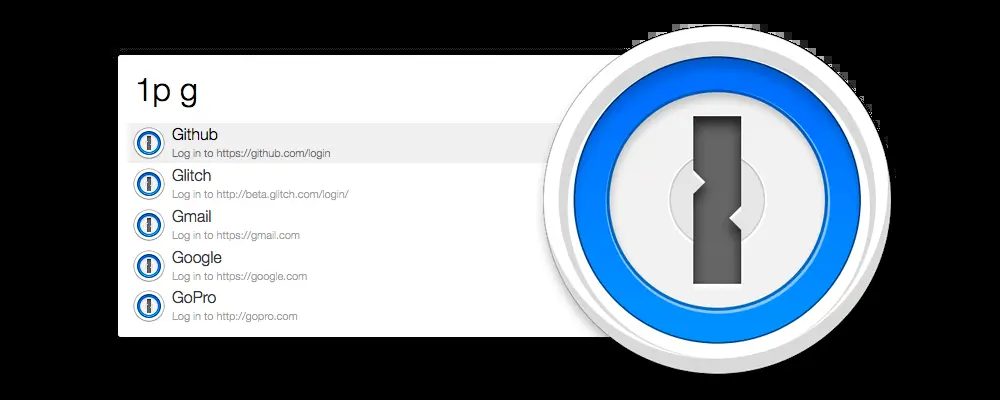 1p g
Github
Log in to https://github.com/login
Glitch
Log in to http://beta.glitch.com/login/
Gmail
Log in to https://gmail.com
Google
Log in to https://google.com
GoPro
Log in to http://gopro.com